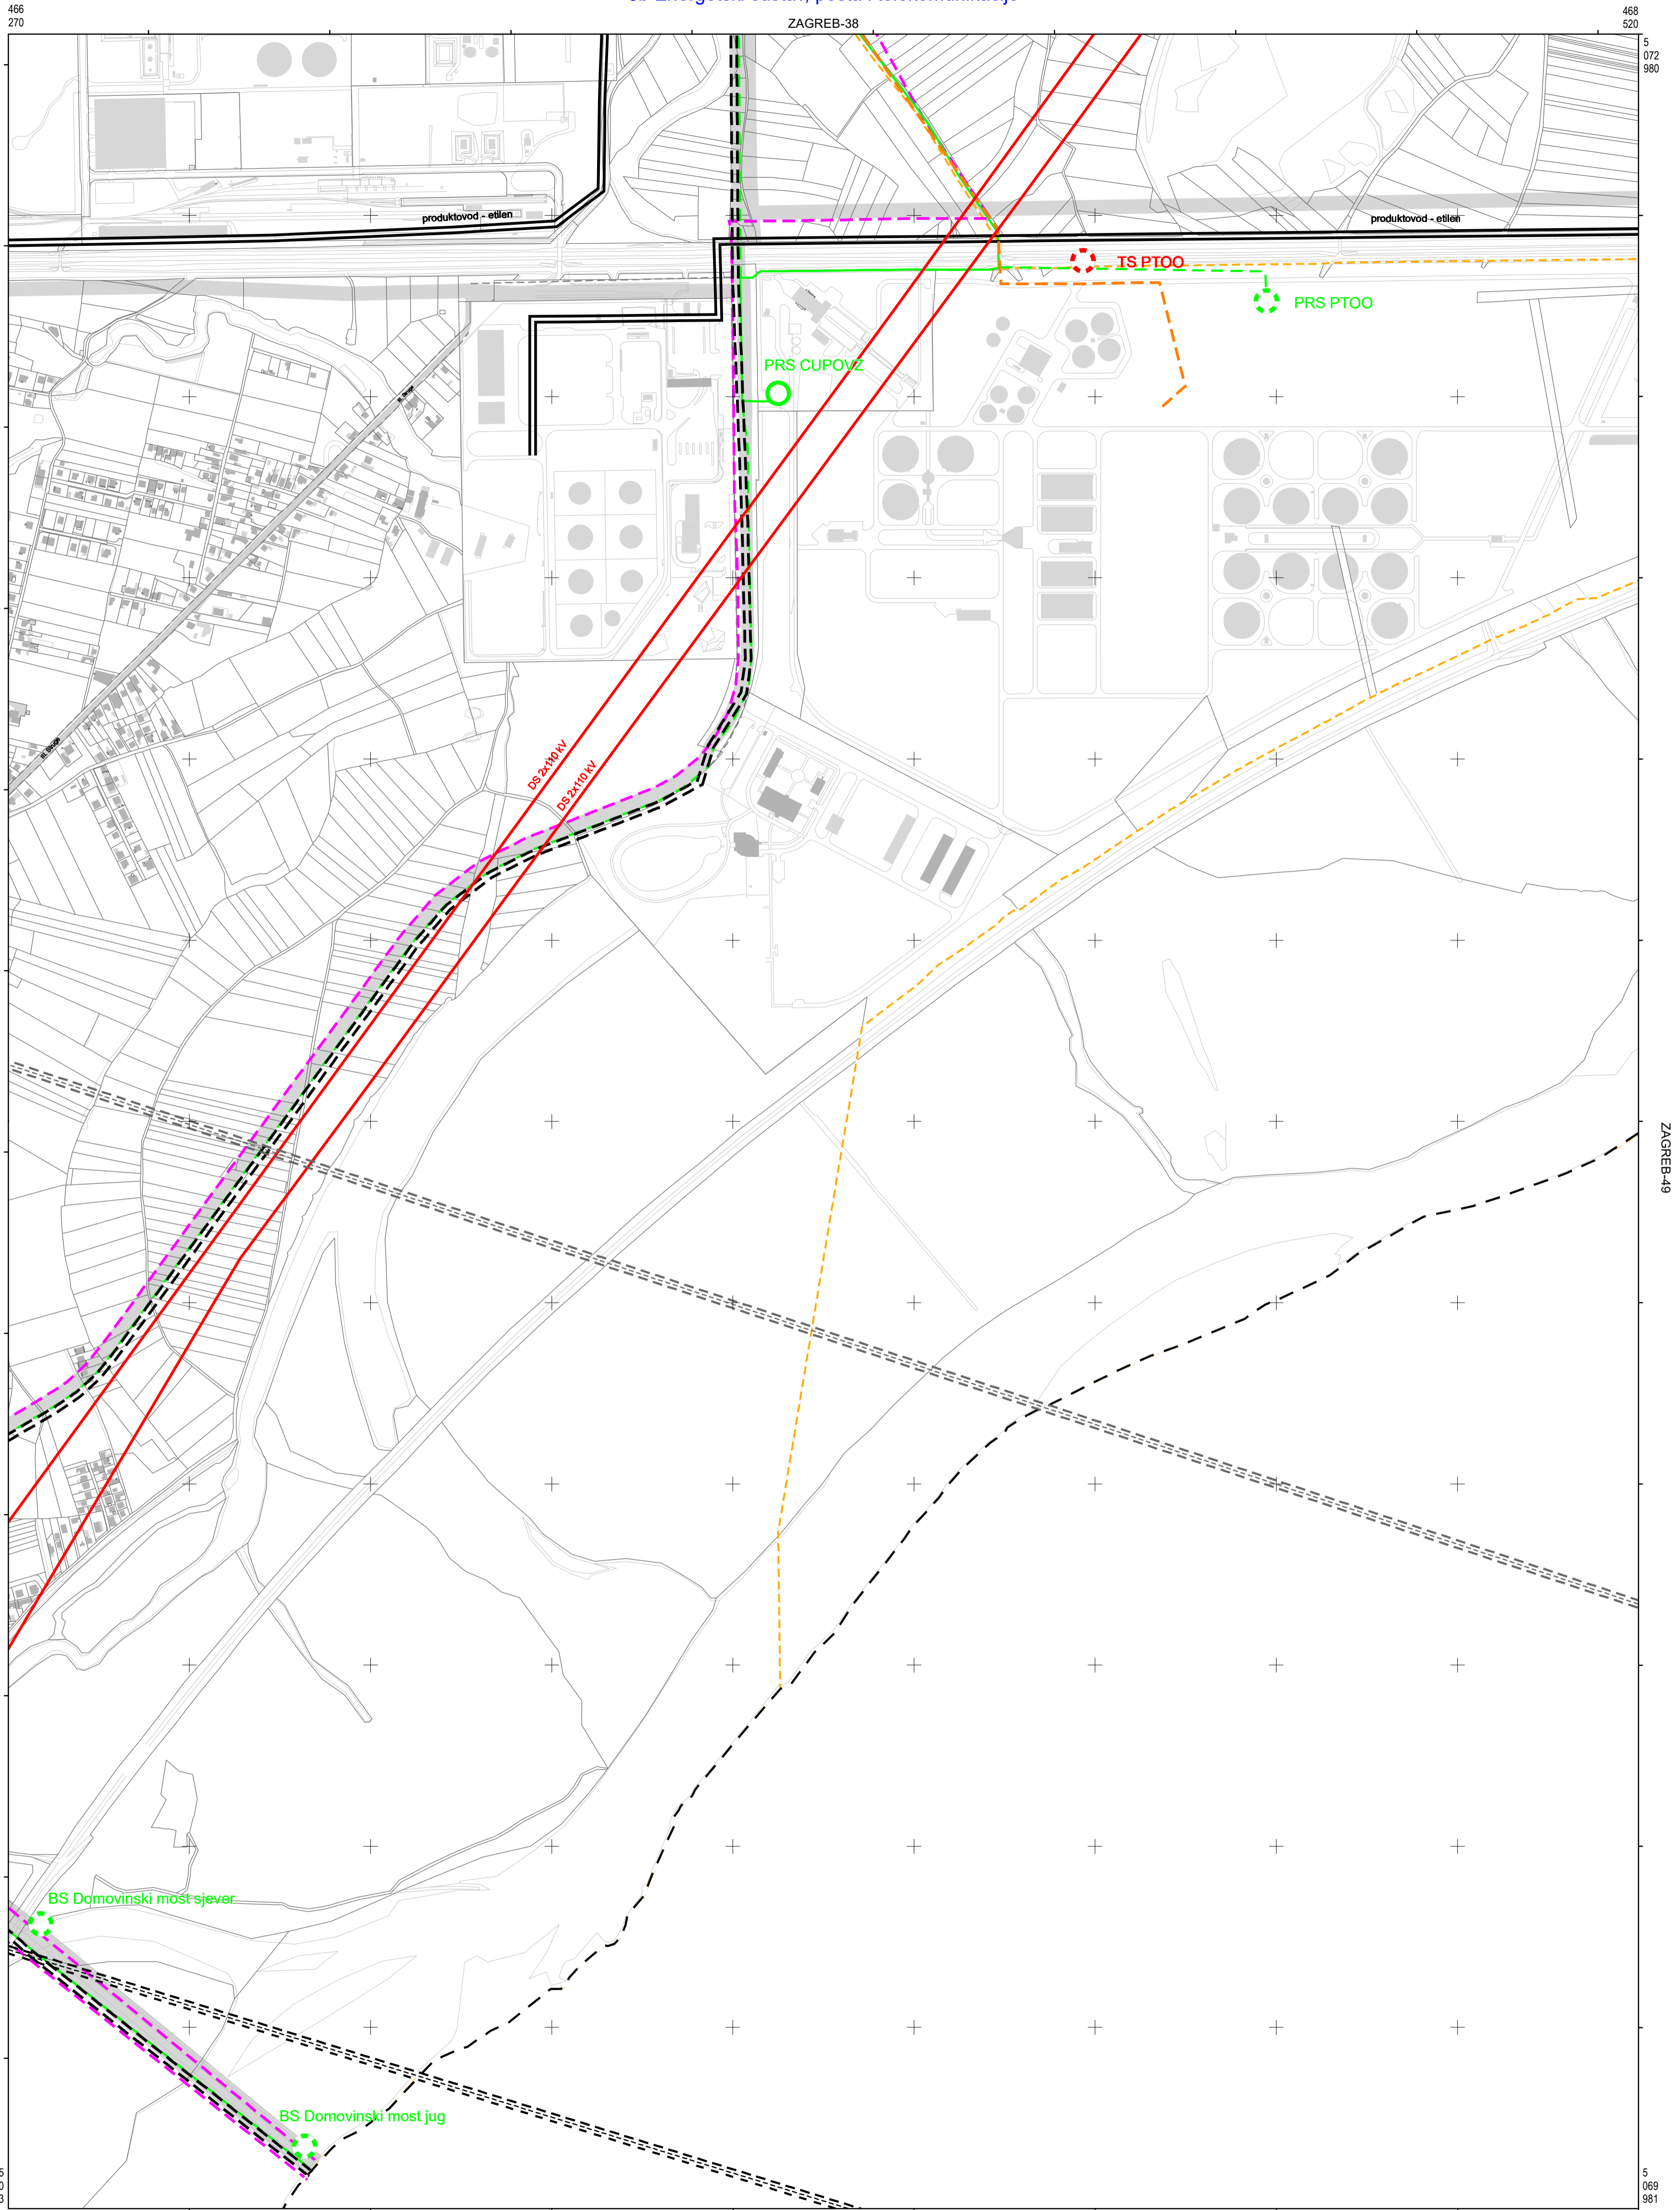 466
270
ZAGREB-38
468
520
5
072
980
produktovod - etilen
produktovod - etilen
TS PTOO
PRS PTOO
PRS CUPOVZ
DS 2x110 kV
DS 2x110 kV
ZAGREB-49
BS Domovinski most sjever
BS Domovinski most jug
5
069
981